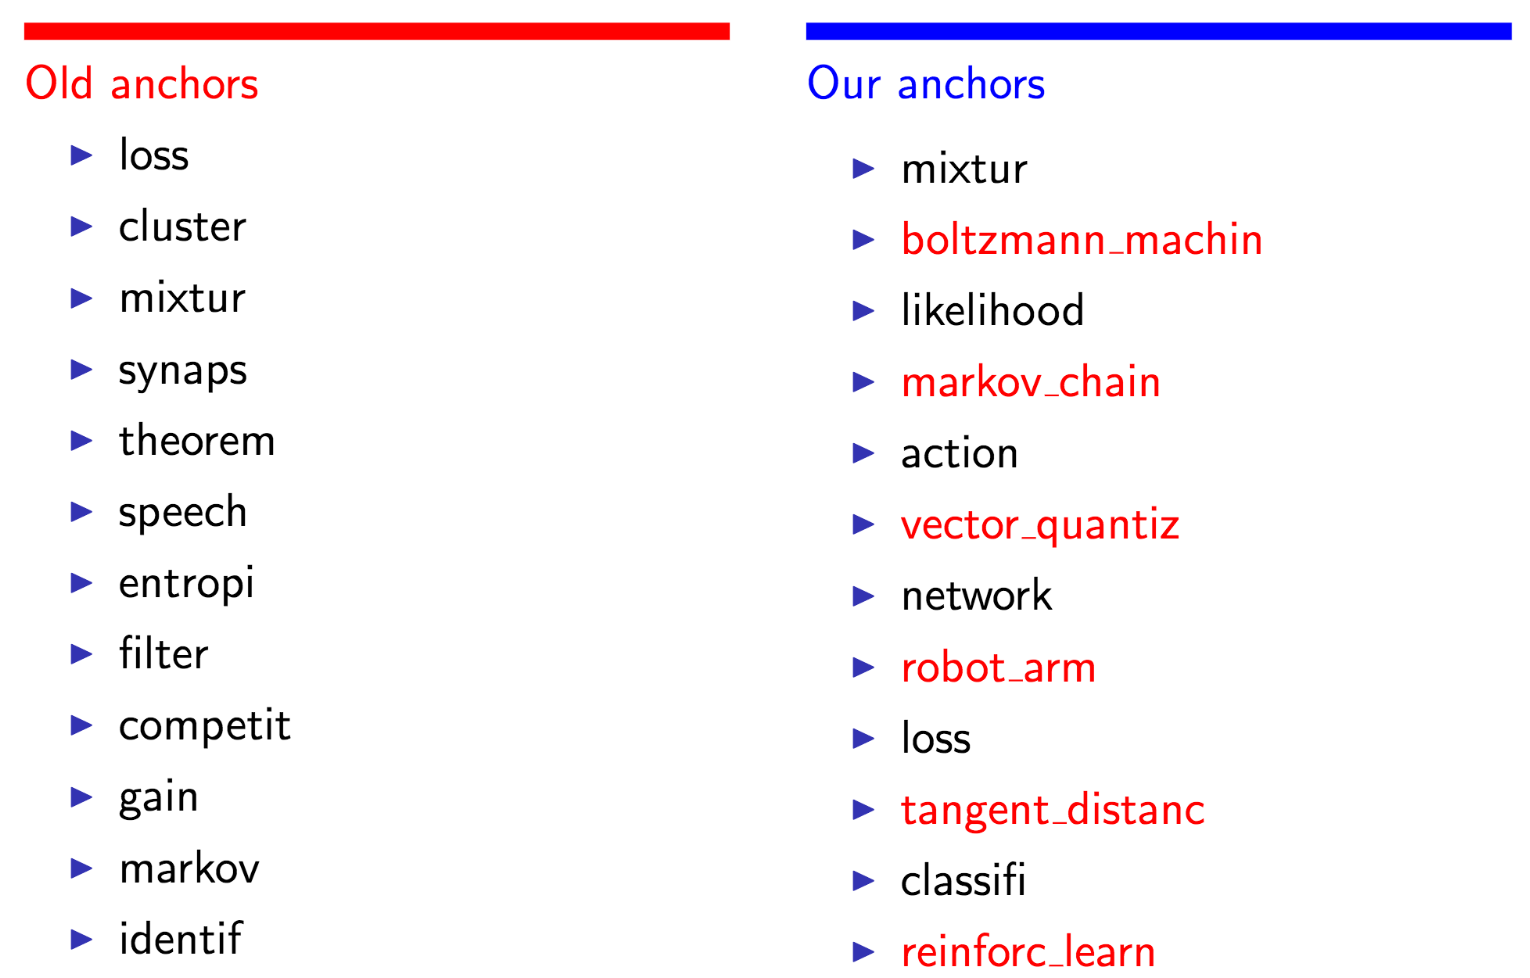 Old anchors
loss
cluster
mixtur
synaps
theorem
speech
entropi
filter
competit
gain
markov
identif
Our anchors
mixtur
boltzmann_machin
likelihood
markov_chain
action
vector_quantiz
network
robot_arm
loss
tangent_distanc
classifi
reinforc_learn